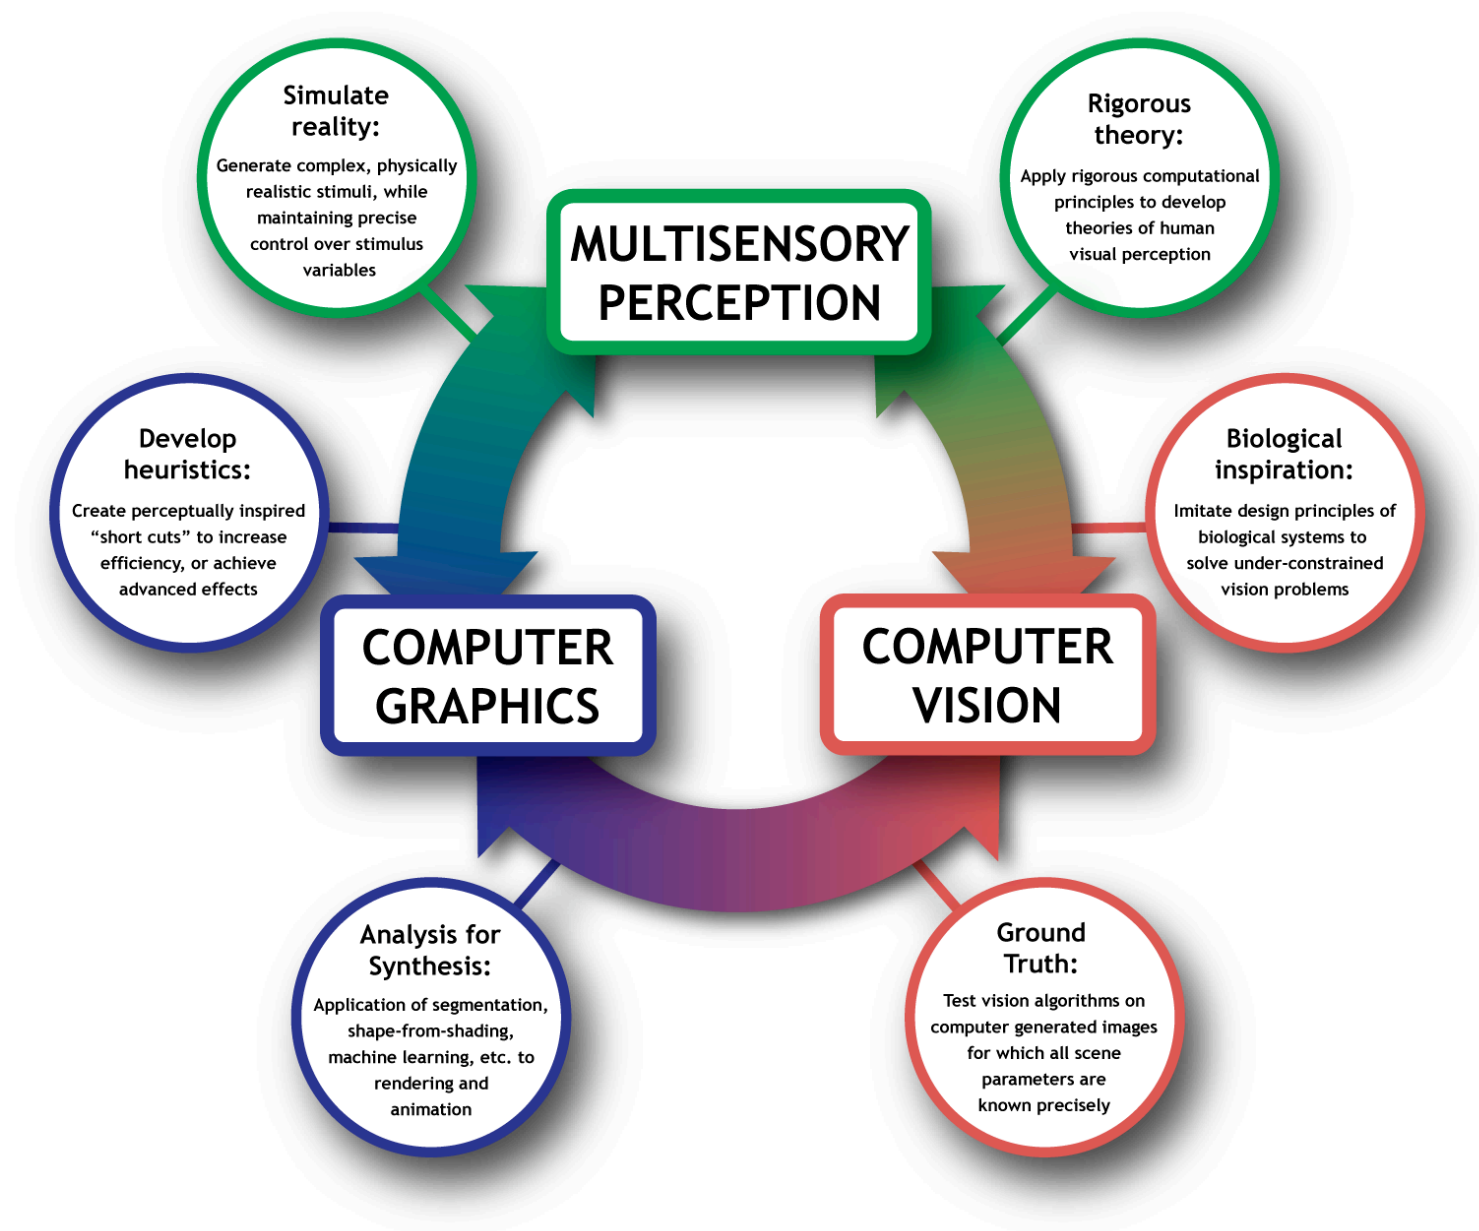 Simulate
reality:
Generate complex, physically
realistic stimuli, while
maintaining precise
control over stimulus
variables
Rigorous
theory:
Apply rigorous computational
principles to develop
theories of human
visual perception
MULTISENSORY
PERCEPTION
Develop
heuristics:
Create perceptually inspired
“short cuts” to increase
efficiency, or achieve
advanced effects
Biological
inspiration:
Imitate design principles of
biological systems to
solve under-constrained
vision problems
COMPUTER
GRAPHICS
COMPUTER
VISION
Analysis for
Synthesis:
Application of segmentation,
shape-from-shading,
machine learning, etc. to
rendering and
animation
Ground
Truth:
Test vision algorithms on
computer generated images
for which all scene
parameters are
known precisely